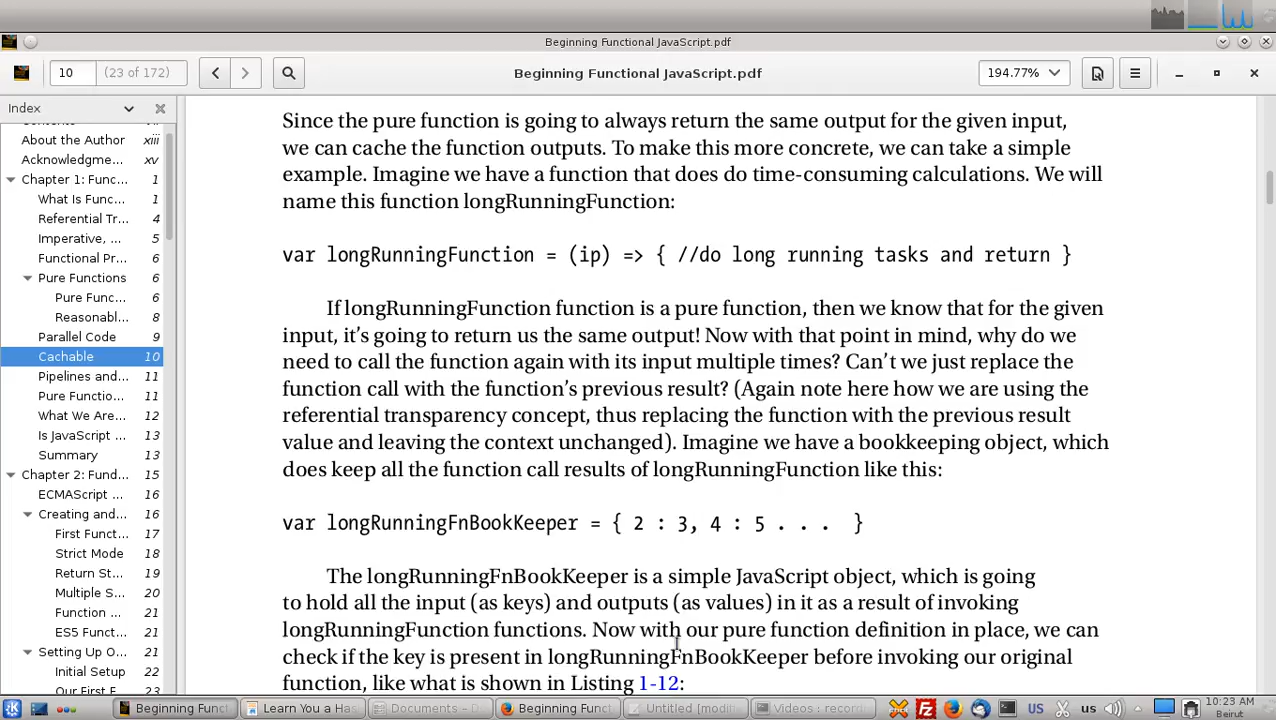 Beginning Functional JavaScript.pdf
10 (23 of 172) Beginning Functional JavaScript.pdf 194.77%
Index
About the Author xiii
Acknowledgme... xv
Chapter 1: Func... 1
What Is Func... 1
Referential Tr... 4
Imperative, ... 5
Functional Pr... 6
Pure Functions 6
Pure Func... 6
Reasonabl... 8
Parallel Code 9
Cachable 10
Pipelines and... 11
Pure Functio... 11
What We Are... 12
Is JavaScript ... 13
Summary 13
Chapter 2: Fund... 15
ECMAScript ... 16
Creating and... 16
First Funct... 17
Strict Mode 18
Return St... 19
Multiple S... 20
Function ... 21
ES5 Funct... 21
Setting Up O... 21
Initial Setup 22
Our First F... 23
Since the pure function is going to always return the same output for the given input,
we can cache the function outputs. To make this more concrete, we can take a simple
example. Imagine we have a function that does do time-consuming calculations. We will
name this function longRunningFunction:
var longRunningFunction = (ip) => { //do long running tasks and return }
If longRunningFunction function is a pure function, then we know that for the given
input, it’s going to return us the same output! Now with that point in mind, why do we
need to call the function again with its input multiple times? Can’t we just replace the
function call with the function’s previous result? (Again note here how we are using the
referential transparency concept, thus replacing the function with the previous result
value and leaving the context unchanged). Imagine we have a bookkeeping object, which
does keep all the function call results of longRunningFunction like this:
var longRunningFnBookKeeper = { 2 : 3, 4 : 5 . . . }
The longRunningFnBookKeeper is a simple JavaScript object, which is going
to hold all the input (as keys) and outputs (as values) in it as a result of invoking
longRunningFunction functions. Now with our pure function definition in place, we can
check if the key is present in longRunningFnBookKeeper before invoking our original
function, like what is shown in Listing 1-12:
Beginning Func Learn You a Has Documents – D... Beginning Func Untitled [modifi Videos : record US us 10:23 AM
Beirut